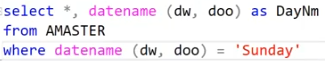 select *, datename (dw, doo) as DayNm
from AMASTER
where datename (dw, doo) = 'Sunday'